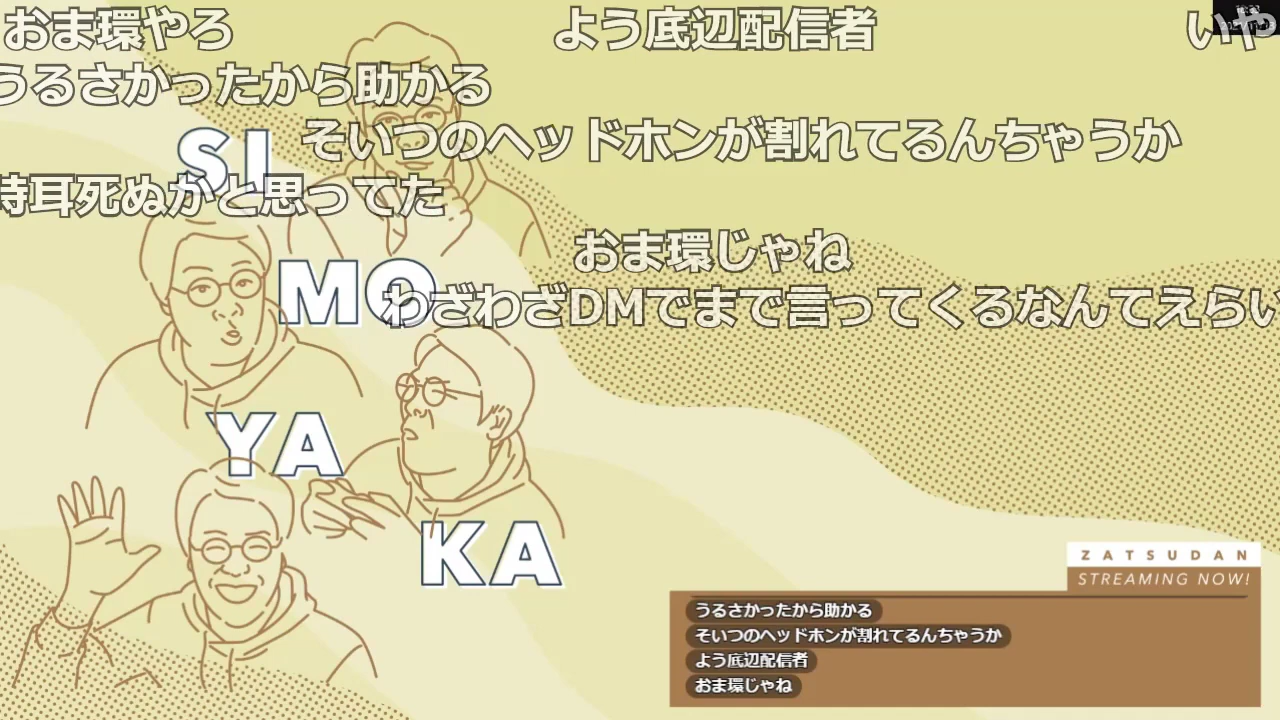 おま環やろ
よう底辺配信者
いや
うるさかったから助かる
そいつのヘッドホンが割れてるんちゃうか
SI
時耳死ぬかと思ってた
おま環じゃね
MO
わざわざDMでまで言ってくるなんてえらい
YA
KA
ZATSUDAN
STREAMING NOW!
うるさかったから助かる
そいつのヘッドホンが割れてるんちゃうか
よう底辺配信者
おま環じゃね